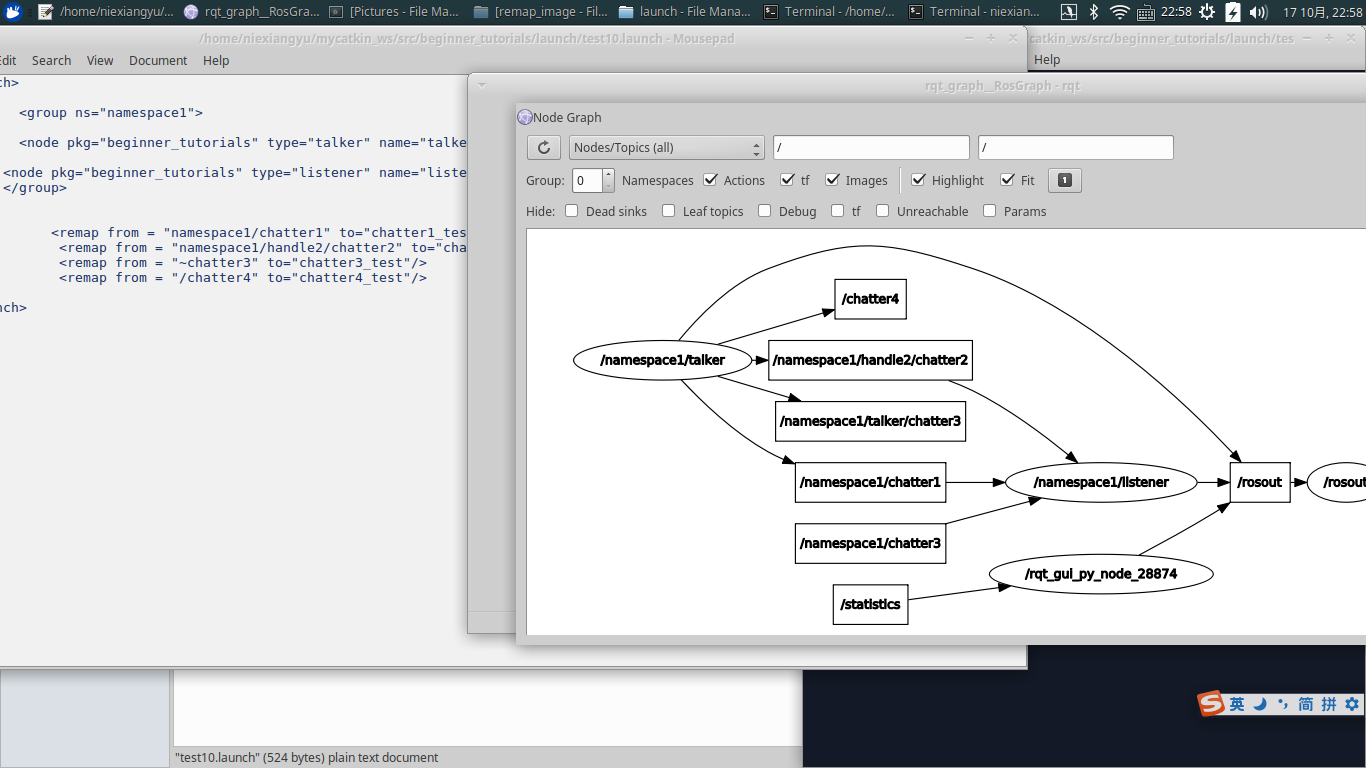 /home/niexiangyu/...
rqt_graph__RosGra...
[Pictures - File Ma...
[remap_image - Fil...
launch - File Mana...
Terminal - /home/...
Terminal - niexian...
22:58
17 10月, 22:58
/home/niexiangyu/mycatkin_ws/src/beginner_tutorials/launch/test10.launch - Mousepad
catkin_ws/src/beginner_tutorials/launch/tes
Edit Search View Document Help
Help
ch>
<group ns="namespace1">
<node pkg="beginner_tutorials" type="talker" name="talke
<node pkg="beginner_tutorials" type="listener" name="liste
</group>
<remap from = "namespace1/chatter1" to="chatter1_tes
<remap from = "namespace1/handle2/chatter2" to="cha
<remap from = "~chatter3" to="chatter3_test"/>
<remap from = "/chatter4" to="chatter4_test"/>
nch>
rqt_graph__RosGraph - rqt
Node Graph
Nodes/Topics (all)
/
/
Group: 0 Namespaces Actions tf Images Highlight Fit 1
Hide: Dead sinks Leaf topics Debug tf Unreachable Params
/chatter4
/namespace1/talker
/namespace1/handle2/chatter2
/namespace1/talker/chatter3
/namespace1/chatter1
/namespace1/listener
/rosout
/rosout
/namespace1/chatter3
/rqt_gui_py_node_28874
/statistics
英 简 拼
"test10.launch" (524 bytes) plain text document